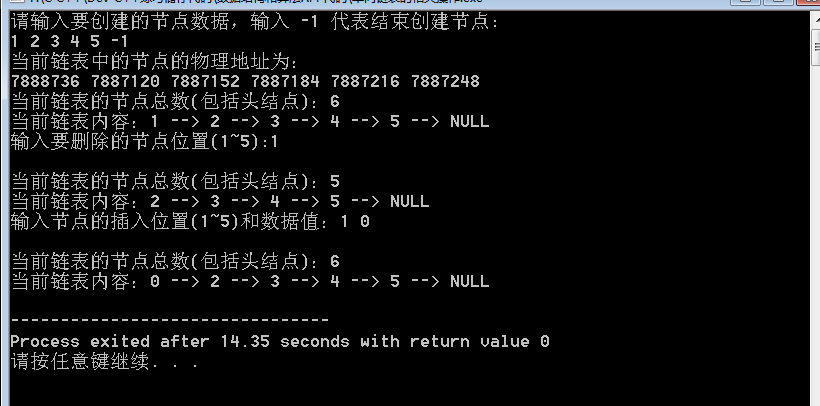 请输入要创建的节点数据，输入 -1 代表结束创建节点：
1 2 3 4 5 -1
当前链表中的节点的物理地址为：
7888736 7887120 7887152 7887184 7887216 7887248
当前链表的节点总数(包括头结点)：6
当前链表内容：1 --> 2 --> 3 --> 4 --> 5 --> NULL
输入要删除的节点位置(1~5):1
当前链表的节点总数(包括头结点)：5
当前链表内容：2 --> 3 --> 4 --> 5 --> NULL
输入节点的插入位置(1~5)和数据值：1 0
当前链表的节点总数(包括头结点)：6
当前链表内容：0 --> 2 --> 3 --> 4 --> 5 --> NULL
--------------------------------
Process exited after 14.35 seconds with return value 0
请按任意键继续. . .